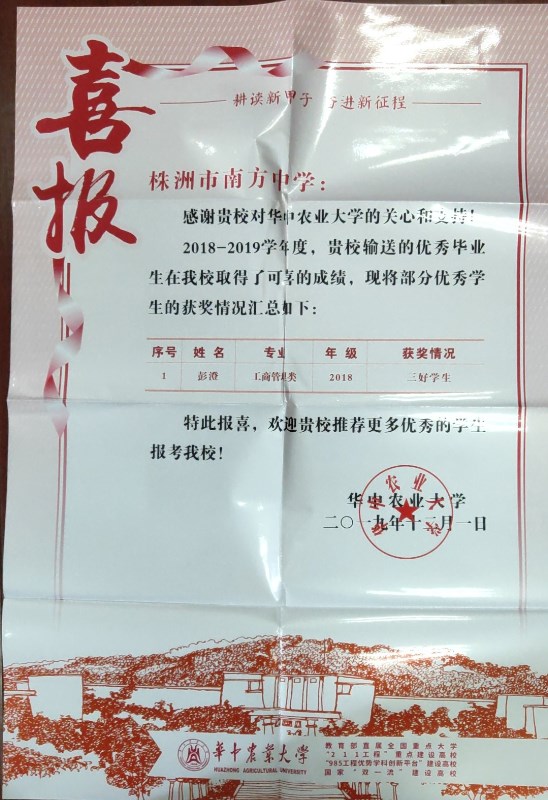 喜报
耕读新甲子 奋进新征程
株洲市南方中学：
感谢贵校对华中农业大学的关心和支持！
2018-2019学年度，贵校输送的优秀毕业
生在我校取得了可喜的成绩，现将部分优秀学
生的获奖情况汇总如下：
序号 姓名 专业 年级 获奖情况
1 彭澄 工商管理类 2018 三好学生
特此报喜，欢迎贵校推荐更多优秀的学生
报考我校！
华中农业大学
二〇一九年十二月一日
华中农业大学
华中农业大学
HUAZHONG AGRICULTURAL UNIVERSITY
教育部直属全国重点大学
“211工程”重点建设高校
“985工程优势学科创新平台”建设高校
国家“双一流”建设高校